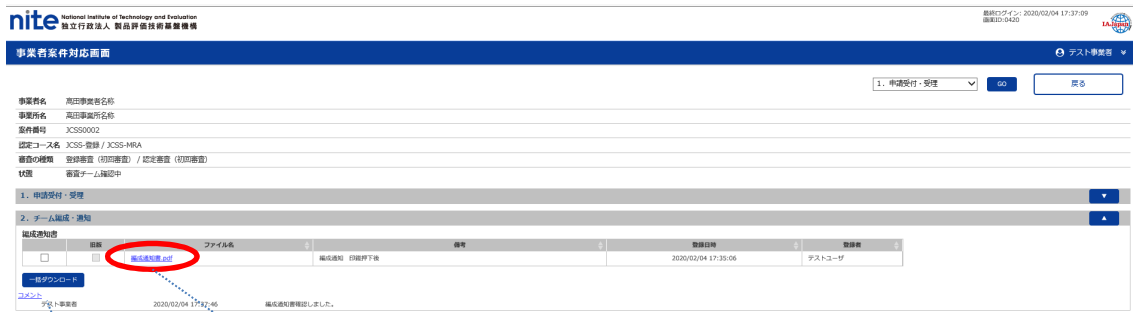 nite National Institute of Technology and Evaluation
独立行政法人 製品評価技術基盤機構
最終ログイン: 2020/02/04 17:37:09
画面ID:0420
IAJapan
事業者案件対応画面
テスト事業者
1. 申請受付・受理
GO
戻る
事業者名 高田事業者名称
事業所名 高田事業所名称
案件番号 JCSS0002
認定コース名 JCSS-登録 / JCSS-MRA
審査の種類 登録審査（初回審査） / 認定審査（初回審査）
状態 審査チーム確認中
1. 申請受付・受理
2. チーム編成・通知
編成通知書
旧版 ファイル名 備考 登録日時 登録者
編成通知書.pdf 編成通知 印鑑押下後 2020/02/04 17:35:06 テストユーザ
一括ダウンロード
コメント
テスト事業者 2020/02/04 17:37:46 編成通知書確認しました。